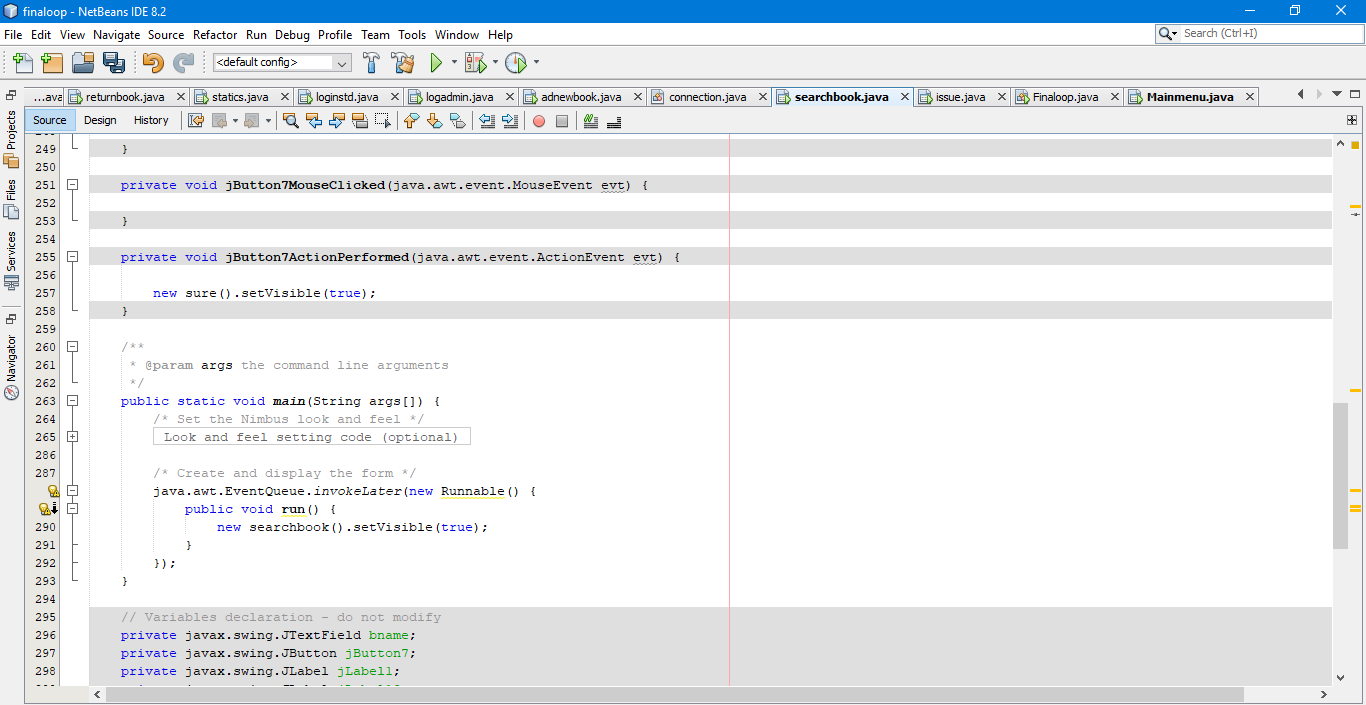 finaloop - NetBeans IDE 8.2
File Edit View Navigate Source Refactor Run Debug Profile Team Tools Window Help
Search (Ctrl+I)
<default config>
...ava returnbook.java statics.java loginstd.java logadmin.java adnewbook.java connection.java searchbook.java issue.java Finaloop.java Mainmenu.java
Source Design History
Projects
Files
Services
Navigator
249 }
250
251 private void jButton7MouseClicked(java.awt.event.MouseEvent evt) {
252
253 }
254
255 private void jButton7ActionPerformed(java.awt.event.ActionEvent evt) {
256
257 new sure().setVisible(true);
258 }
259
260 /**
261 * @param args the command line arguments
262 */
263 public static void main(String args[]) {
264 /* Set the Nimbus look and feel */
265 Look and feel setting code (optional)
286
287 /* Create and display the form */
java.awt.EventQueue.invokeLater(new Runnable() {
public void run() {
290 new searchbook().setVisible(true);
291 }
292 });
293 }
294
295 // Variables declaration - do not modify
296 private javax.swing.JTextField bname;
297 private javax.swing.JButton jButton7;
298 private javax.swing.JLabel jLabel1;